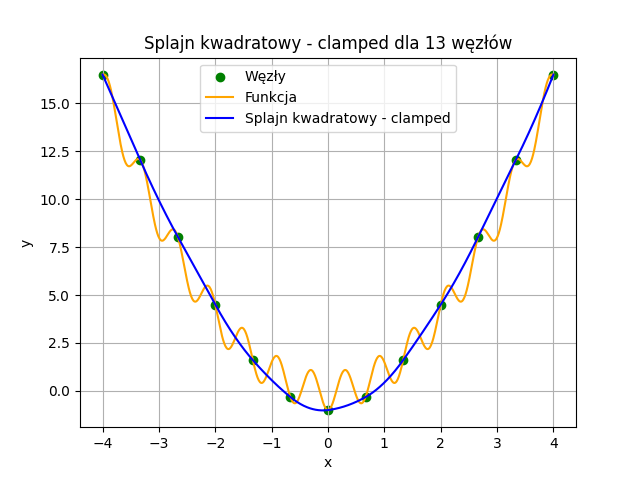 Splajn kwadratowy - clamped dla 13 węzłów
Węzły
Funkcja
Splajn kwadratowy - clamped
y
15.0
12.5
10.0
7.5
5.0
2.5
0.0
−4 −3 −2 −1 0 1 2 3 4
x